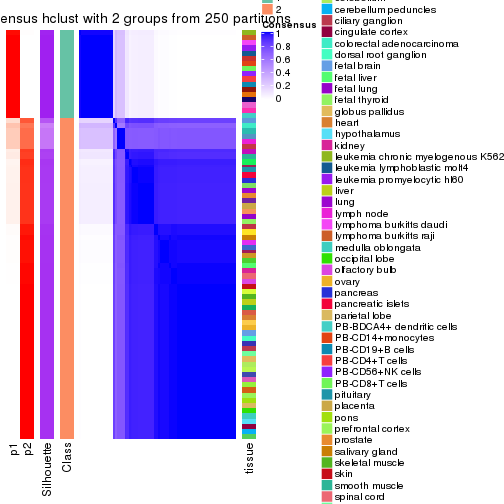 ensus hclust with 2 groups from 250 partitions
2
Consensus
1
0.8
0.6
0.4
0.2
0
cerebellum peduncles
ciliary ganglion
cingulate cortex
colorectal adenocarcinoma
dorsal root ganglion
fetal brain
fetal liver
fetal lung
fetal thyroid
globus pallidus
heart
hypothalamus
kidney
leukemia chronic myelogenous K562
leukemia lymphoblastic molt4
leukemia promyelocytic hl60
liver
lung
lymph node
lymphoma burkitts daudi
lymphoma burkitts raji
medulla oblongata
occipital lobe
olfactory bulb
ovary
pancreas
pancreatic islets
parietal lobe
PB-BDCA4+ dendritic cells
PB-CD14+monocytes
PB-CD19+B cells
PB-CD4+T cells
PB-CD56+NK cells
PB-CD8+T cells
pituitary
placenta
pons
prefrontal cortex
prostate
salivary gland
skeletal muscle
skin
smooth muscle
spinal cord
p1
p2
Silhouette
Class
tissue